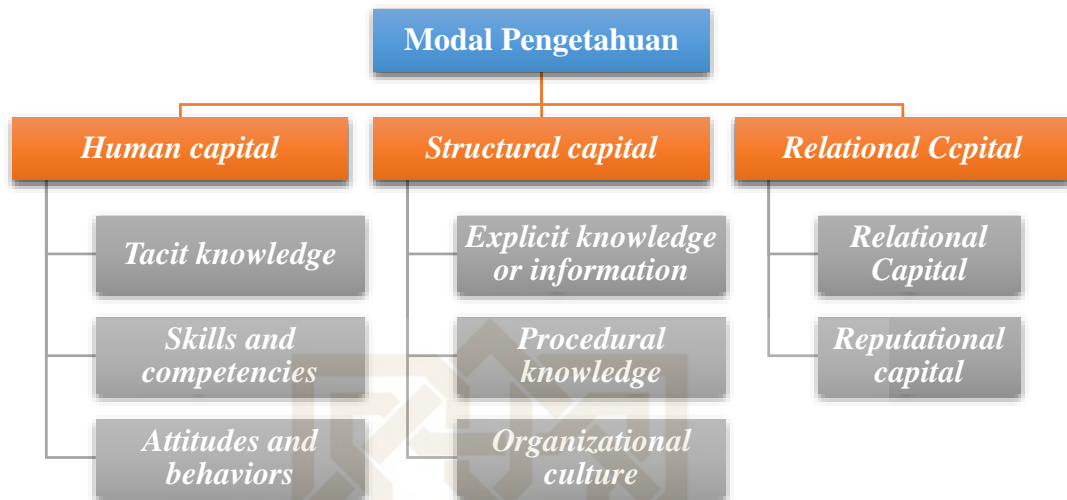 Modal Pengetahuan
Human capital
Structural capital
Relational Ccpital
Tacit knowledge
Skills and
competencies
Attitudes and
behaviors
Explicit knowledge
or information
Procedural
knowledge
Organizational
culture
Relational
Capital
Reputational
capital